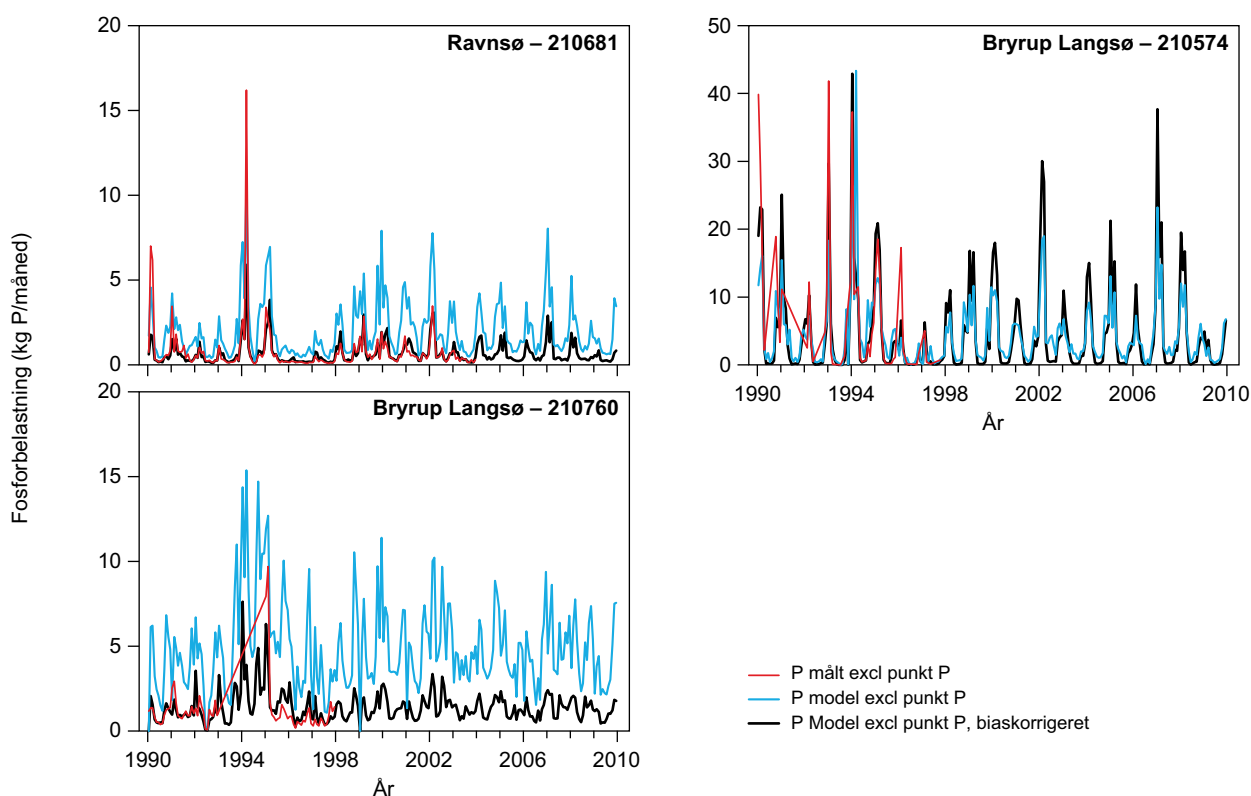 Fosforbelastning (kg P/måned)
Ravnsø – 210681
20
15
10
5
0
Bryrup Langsø – 210574
50
40
30
20
10
0
1990 1994 1998 2002 2006 2010
År
Bryrup Langsø – 210760
20
15
10
5
0
1990 1994 1998 2002 2006 2010
År
P målt excl punkt P
P model excl punkt P
P Model excl punkt P, biaskorrigeret